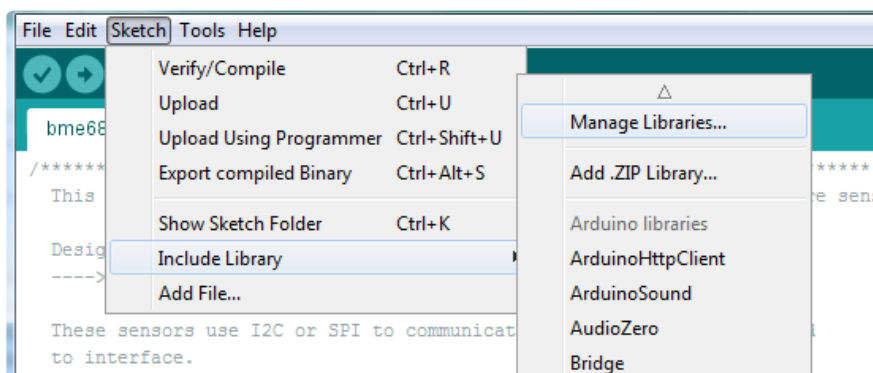 File Edit Sketch Tools Help
Verify/Compile Ctrl+R
Upload Ctrl+U
Upload Using Programmer Ctrl+Shift+U
Export compiled Binary Ctrl+Alt+S
Show Sketch Folder Ctrl+K
Include Library
Add File...
Manage Libraries...
Add .ZIP Library...
Arduino libraries
ArduinoHttpClient
ArduinoSound
AudioZero
Bridge
bme68
/******
*****
This
Desig
---->
These sensors use I2C or SPI to communicat
to interface.